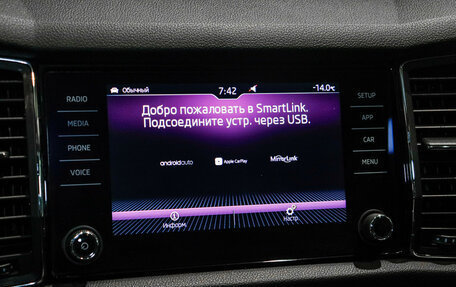 Обычный
7:42
-14.0°C
RADIO
MEDIA
PHONE
VOICE
Добро пожаловать в SmartLink.
Подсоедините устр. через USB.
androidauto
Apple CarPlay
MirrorLink
Информ.
Настр.
SETUP
APP
CAR
MENU